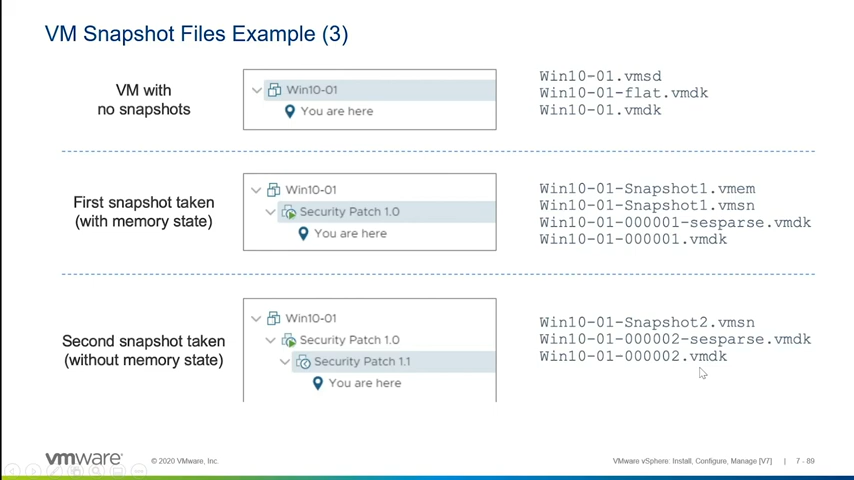 VM Snapshot Files Example (3)
VM with
no snapshots
Win10-01
You are here
Win10-01.vmsd
Win10-01-flat.vmdk
Win10-01.vmdk
First snapshot taken
(with memory state)
Win10-01
Security Patch 1.0
You are here
Win10-01-Snapshot1.vmem
Win10-01-Snapshot1.vmsn
Win10-01-000001-sesparse.vmdk
Win10-01-000001.vmdk
Second snapshot taken
(without memory state)
Win10-01
Security Patch 1.0
Security Patch 1.1
You are here
Win10-01-Snapshot2.vmsn
Win10-01-000002-sesparse.vmdk
Win10-01-000002.vmdk
vmware © 2020 VMware, Inc. VMware vSphere: Install, Configure, Manage [V7] | 7 - 89